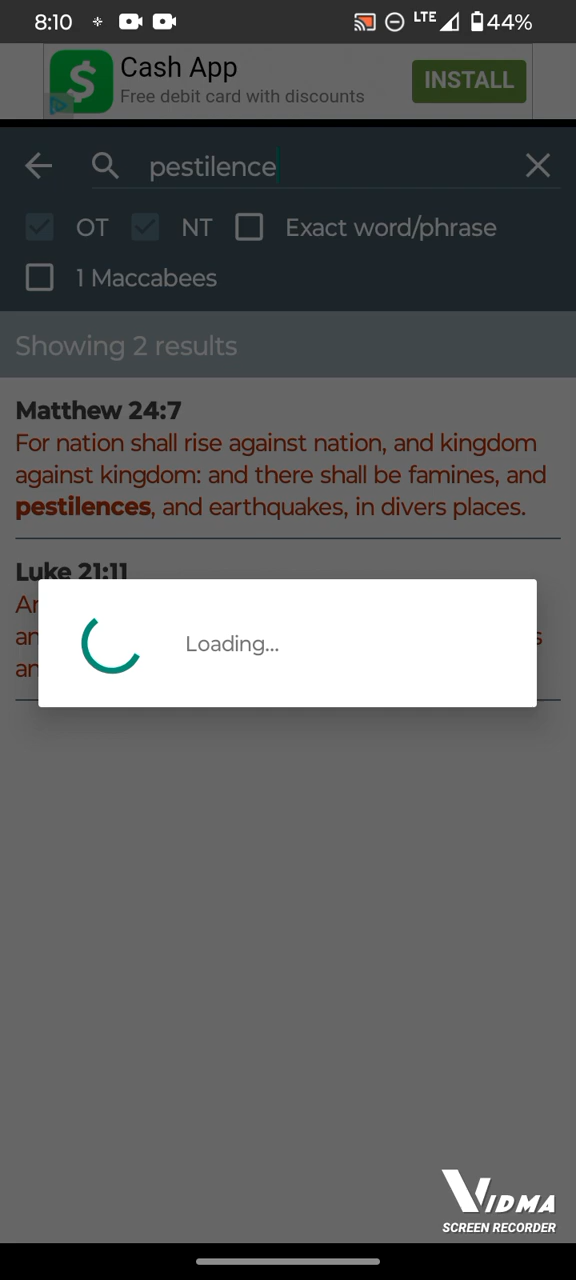 8:10 LTE 44%
Cash App
Free debit card with discounts
INSTALL
pestilence
OT NT Exact word/phrase
1 Maccabees
Showing 2 results
Matthew 24:7
For nation shall rise against nation, and kingdom
against kingdom: and there shall be famines, and
pestilences, and earthquakes, in divers places.
Luke 21:11
Loading...
VIDMA
SCREEN RECORDER